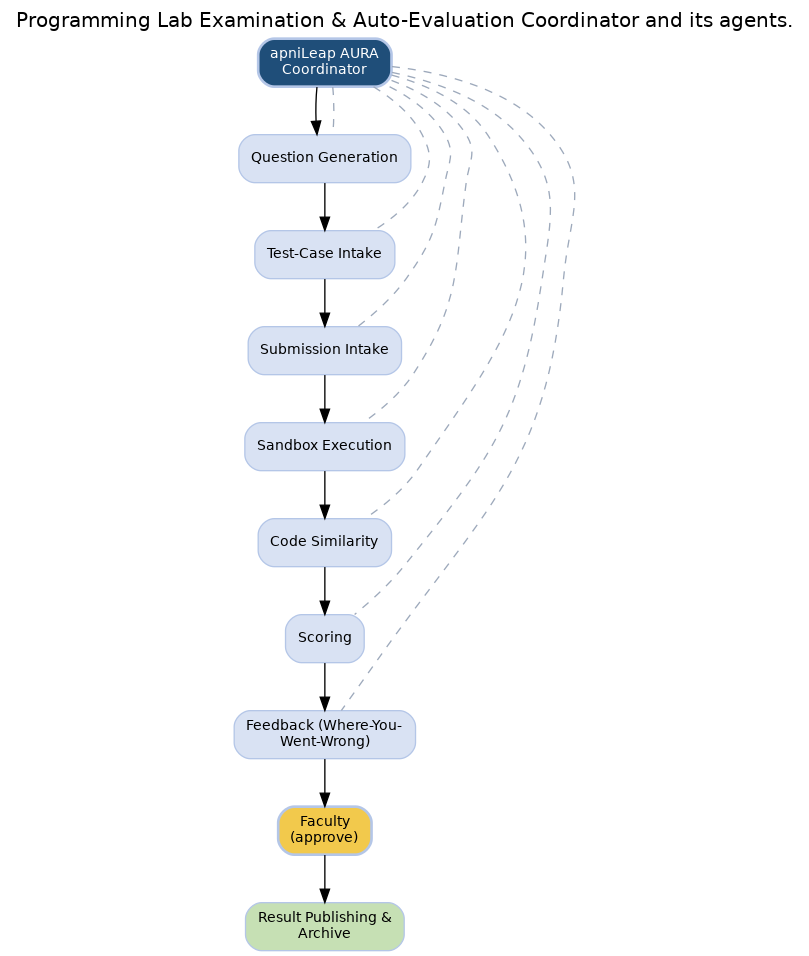 Programming Lab Examination & Auto-Evaluation Coordinator and its agents.
apniLeap AURA
Coordinator
Question Generation
Test-Case Intake
Submission Intake
Sandbox Execution
Code Similarity
Scoring
Feedback (Where-You-
Went-Wrong)
Faculty
(approve)
Result Publishing &
Archive